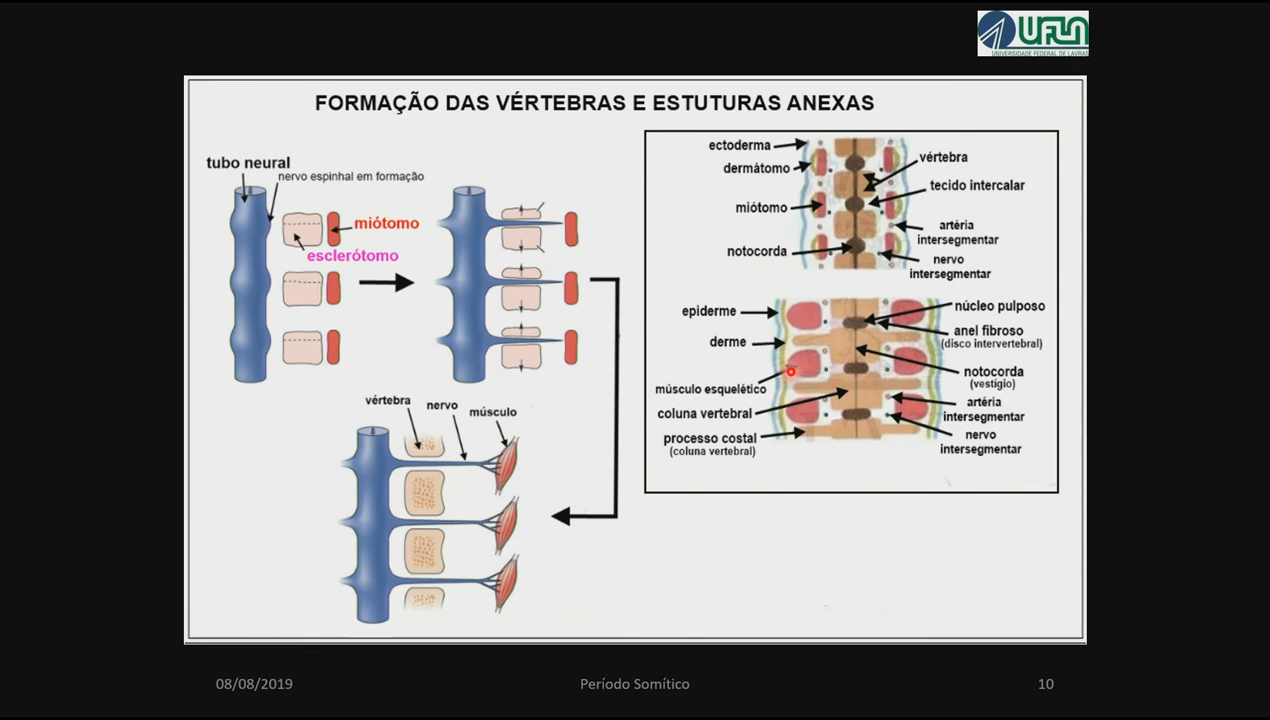 UFLA
UNIVERSIDADE FEDERAL DE LAVRAS
FORMAÇÃO DAS VÉRTEBRAS E ESTUTURAS ANEXAS
tubo neural
nervo espinhal em formação
miótomo
esclerótomo
vértebra
nervo
músculo
ectoderma
dermátomo
miótomo
notocorda
vértebra
tecido intercalar
artéria
intersegmentar
nervo
intersegmentar
epiderme
derme
músculo esquelético
coluna vertebral
processo costal
(coluna vertebral)
núcleo pulposo
anel fibroso
(disco intervertebral)
notocorda
(vestígio)
artéria
intersegmentar
nervo
intersegmentar
08/08/2019
Período Somítico
10